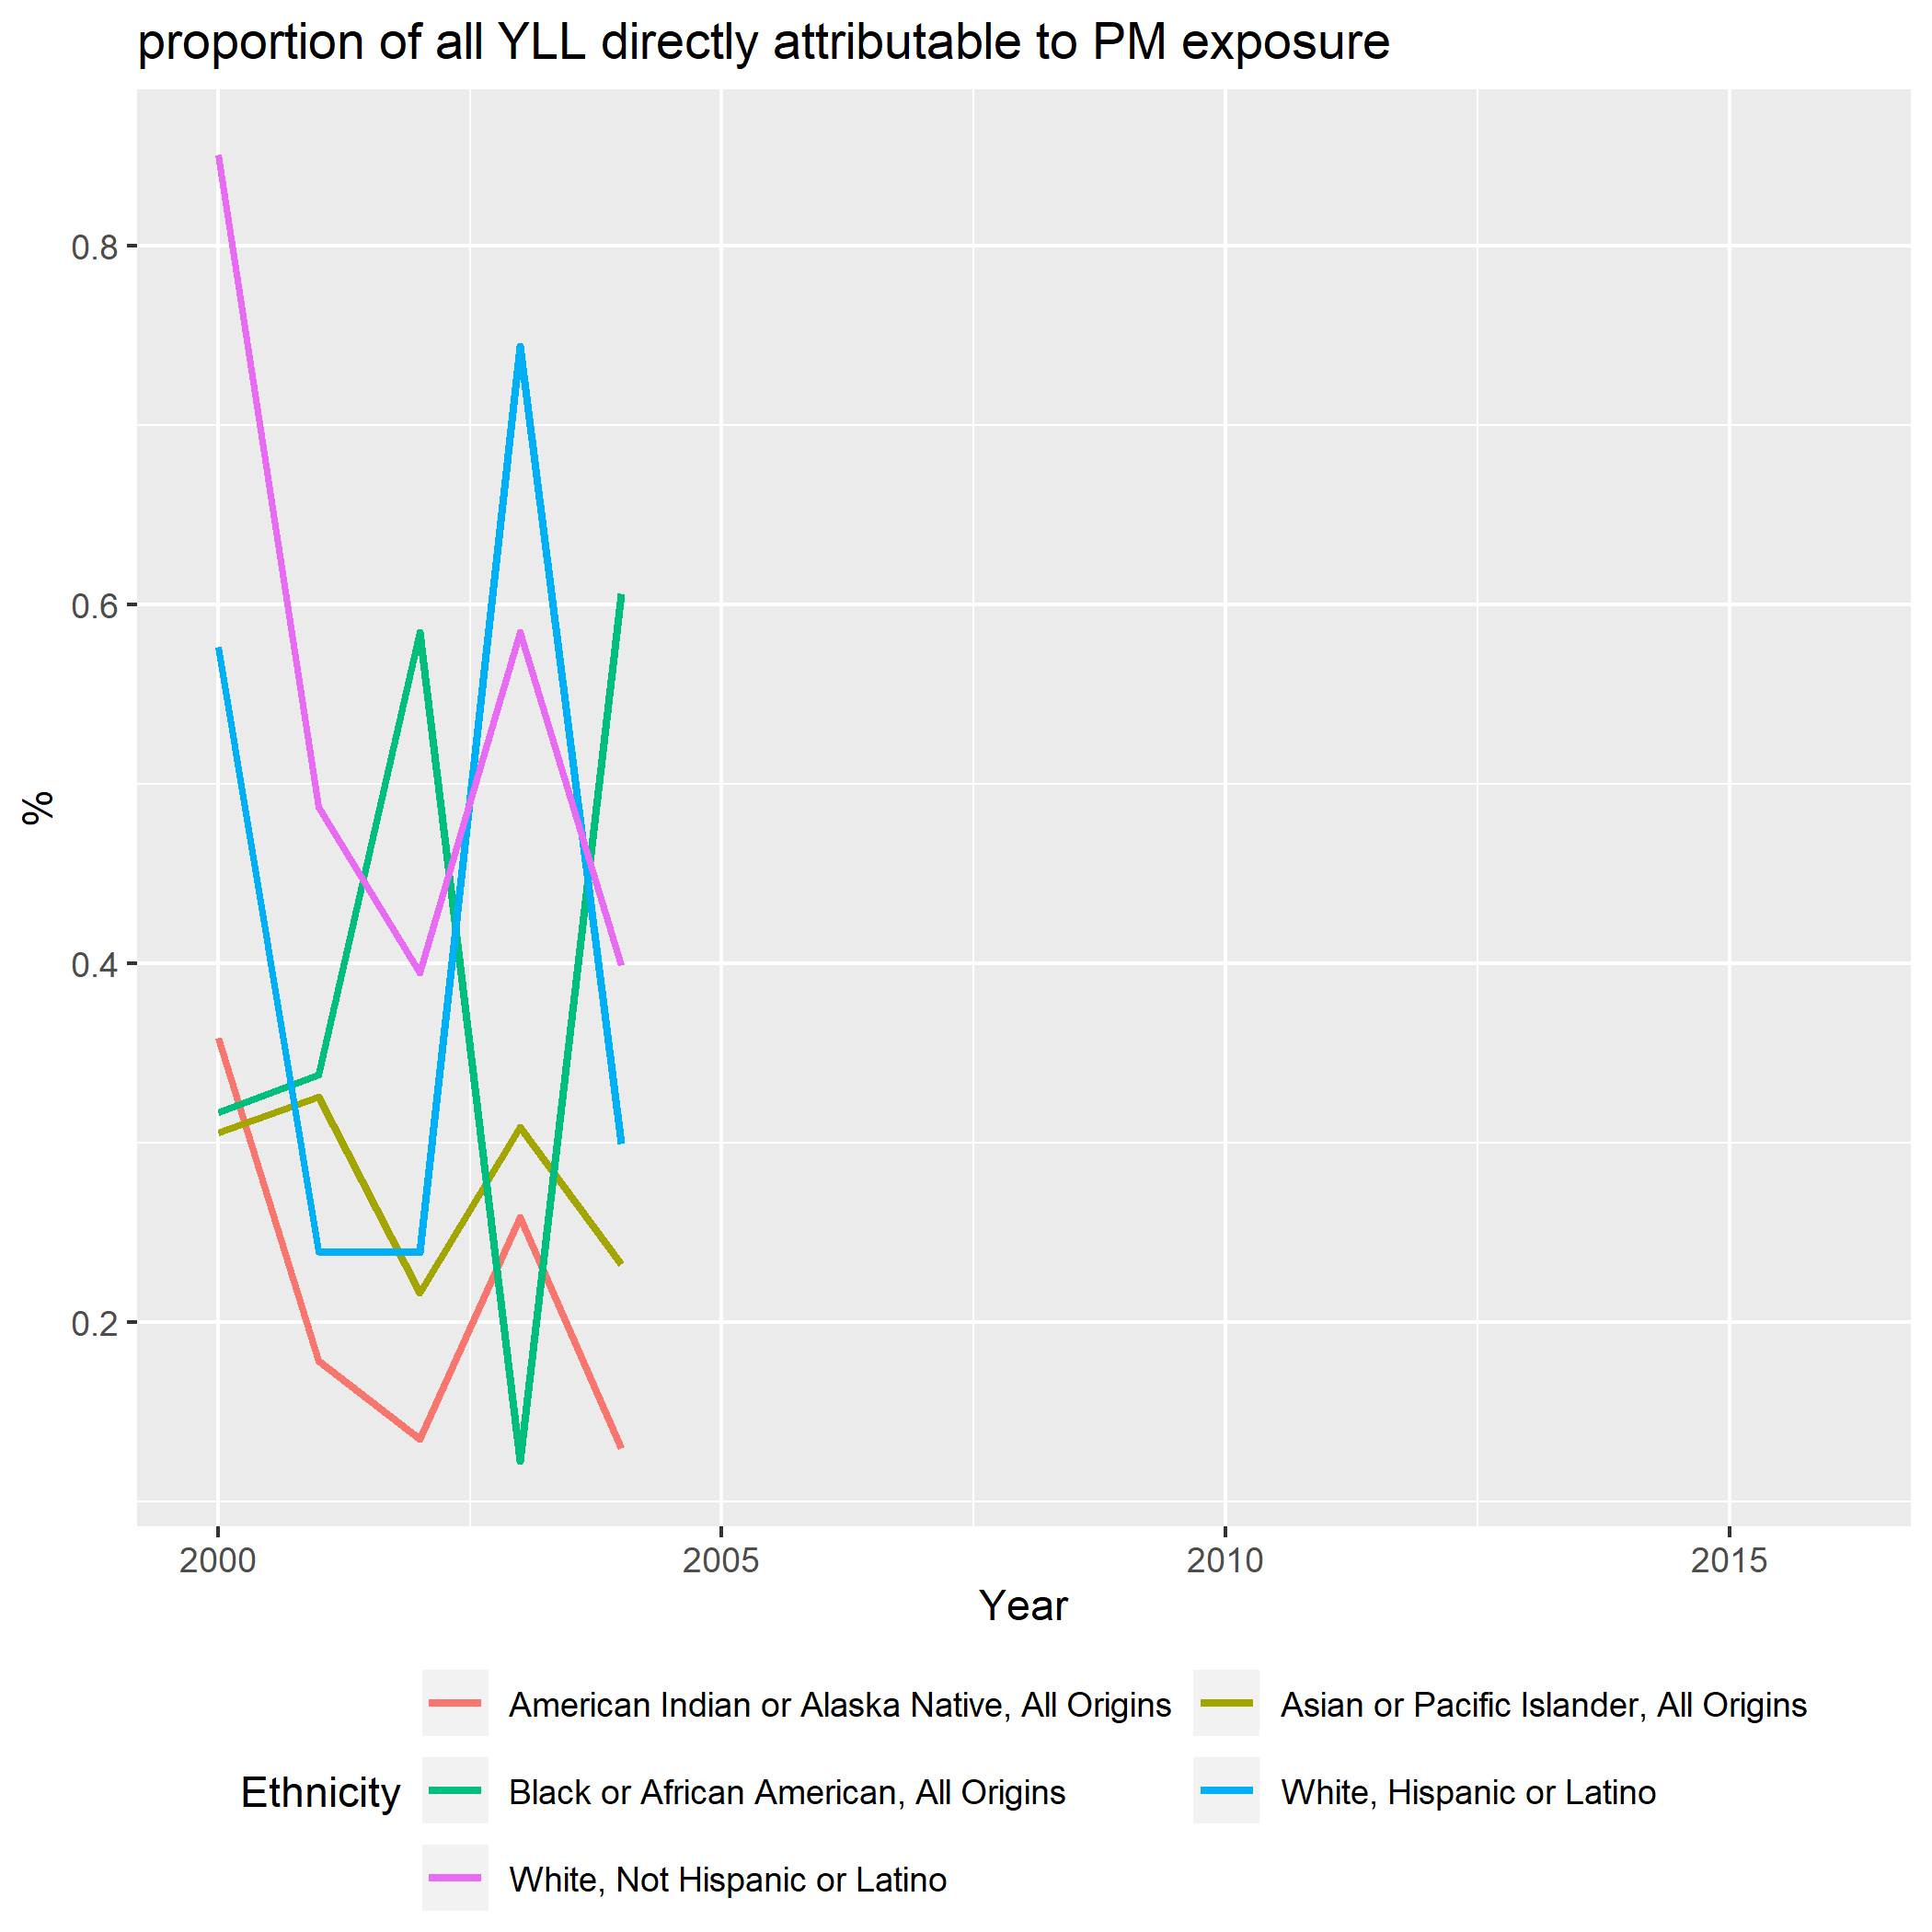 proportion of all YLL directly attributable to PM exposure
0.8
0.6
%
0.4
0.2
2000 2005 2010 2015
Year
American Indian or Alaska Native, All Origins Asian or Pacific Islander, All Origins
Ethnicity Black or African American, All Origins White, Hispanic or Latino
White, Not Hispanic or Latino